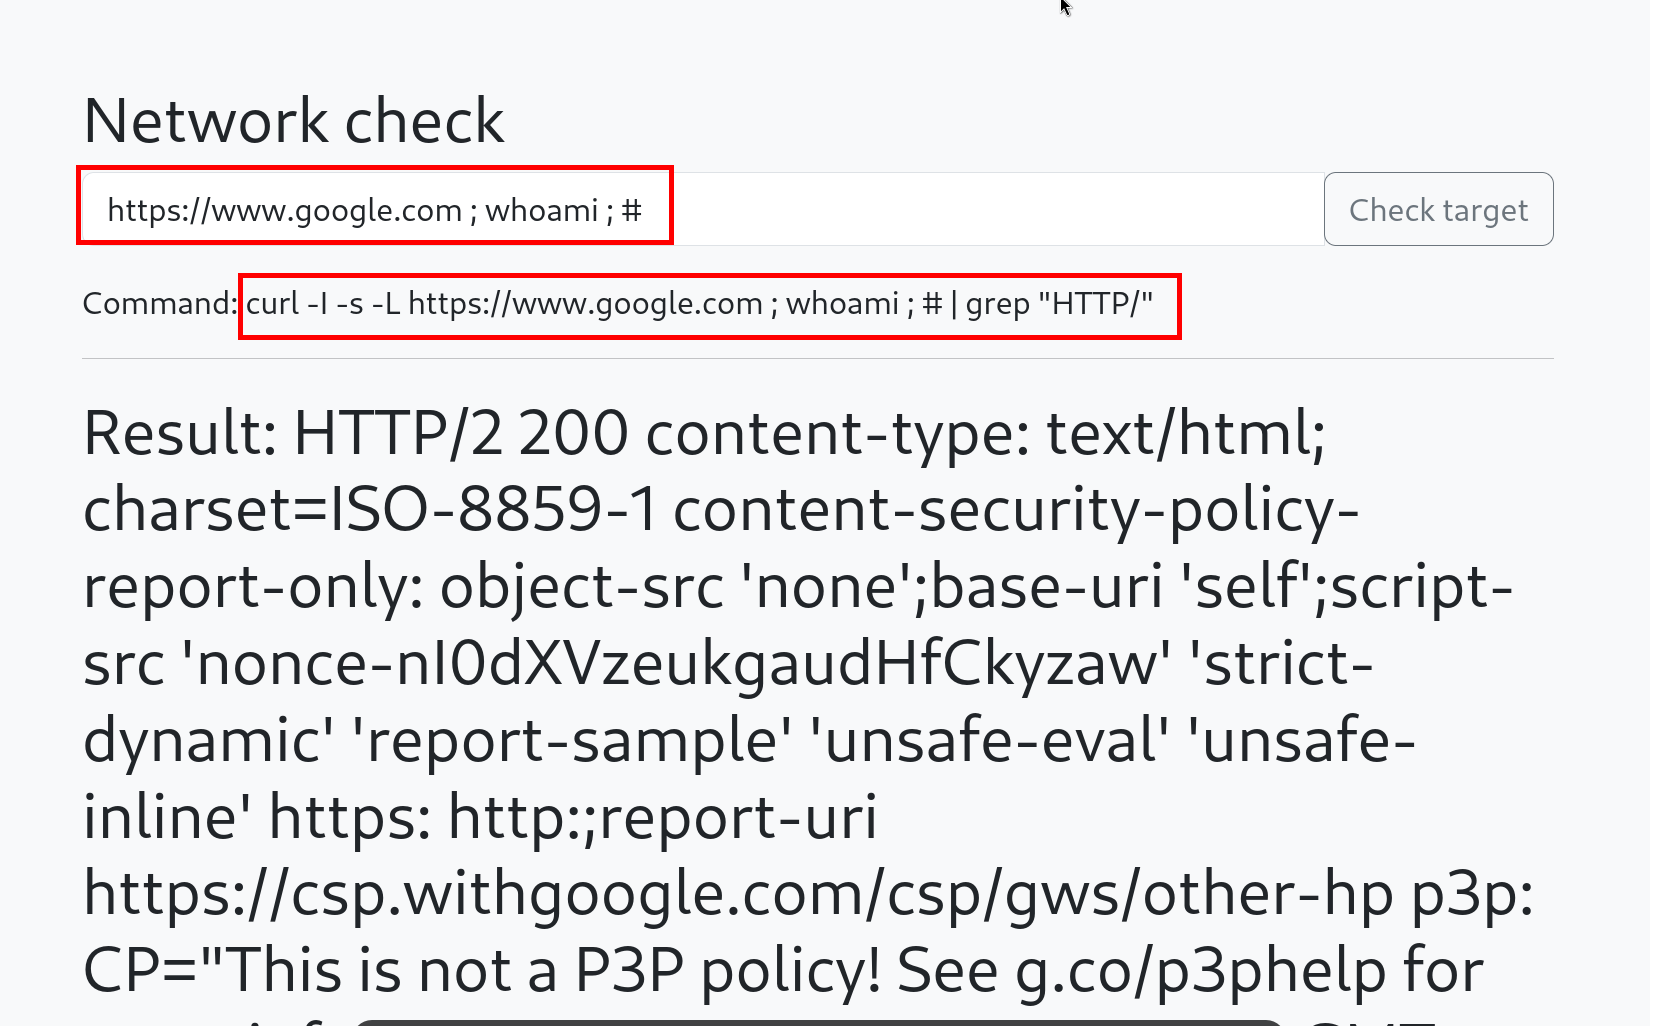 Network check
https://www.google.com ; whoami ; #
Check target
Command: curl -I -s -L https://www.google.com ; whoami ; # | grep "HTTP/"
Result: HTTP/2 200 content-type: text/html;
charset=ISO-8859-1 content-security-policy-
report-only: object-src 'none';base-uri 'self';script-
src 'nonce-nI0dXVzeukgaudHfCkyzaw' 'strict-
dynamic' 'report-sample' 'unsafe-eval' 'unsafe-
inline' https: http:;report-uri
https://csp.withgoogle.com/csp/gws/other-hp p3p:
CP="This is not a P3P policy! See g.co/p3phelp for